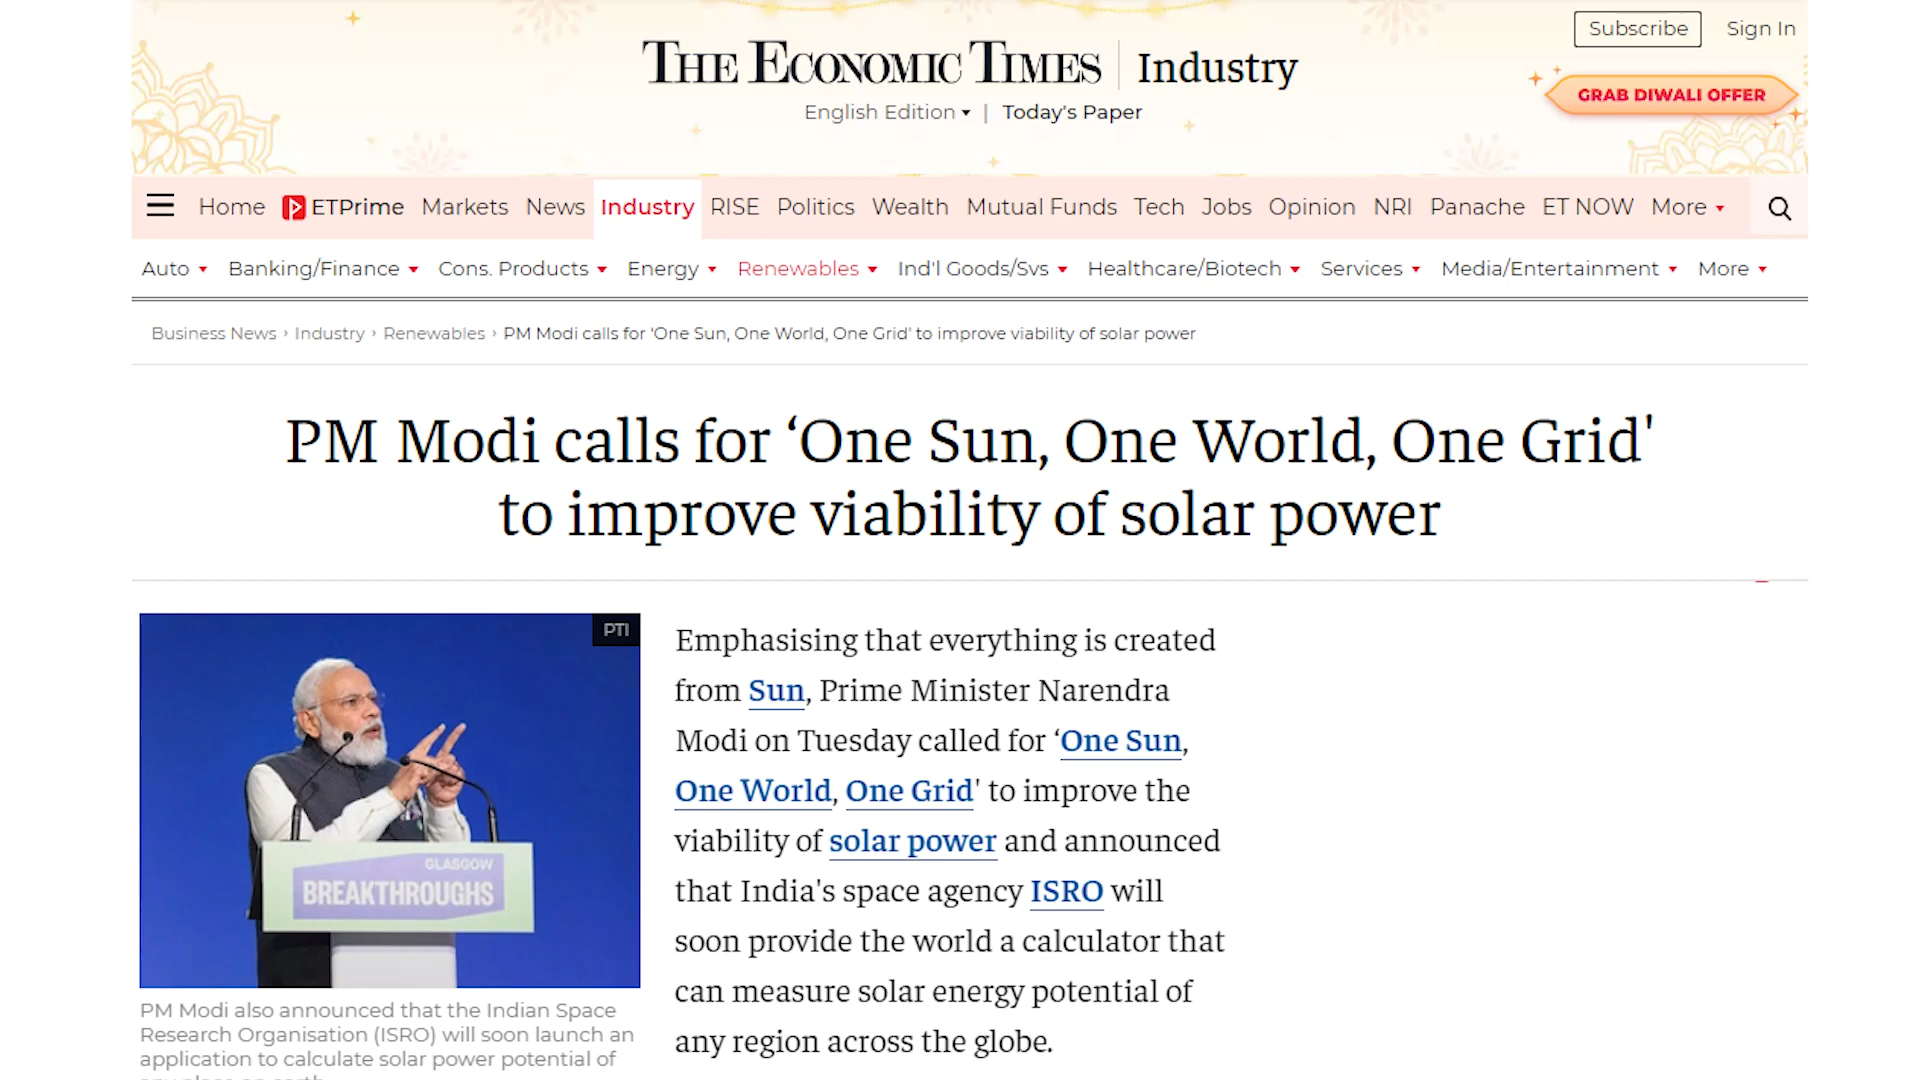 Subscribe Sign In
THE ECONOMIC TIMES | Industry
GRAB DIWALI OFFER
English Edition | Today's Paper
Home ETPrime Markets News Industry RISE Politics Wealth Mutual Funds Tech Jobs Opinion NRI Panache ET NOW More
Auto Banking/Finance Cons. Products Energy Renewables Ind'l Goods/Svs Healthcare/Biotech Services Media/Entertainment More
Business News › Industry › Renewables › PM Modi calls for 'One Sun, One World, One Grid' to improve viability of solar power
PM Modi calls for ‘One Sun, One World, One Grid'
to improve viability of solar power
PTI
GLASGOW
BREAKTHROUGHS
PM Modi also announced that the Indian Space
Research Organisation (ISRO) will soon launch an
application to calculate solar power potential of
Emphasising that everything is created
from Sun, Prime Minister Narendra
Modi on Tuesday called for ‘One Sun,
One World, One Grid' to improve the
viability of solar power and announced
that India's space agency ISRO will
soon provide the world a calculator that
can measure solar energy potential of
any region across the globe.